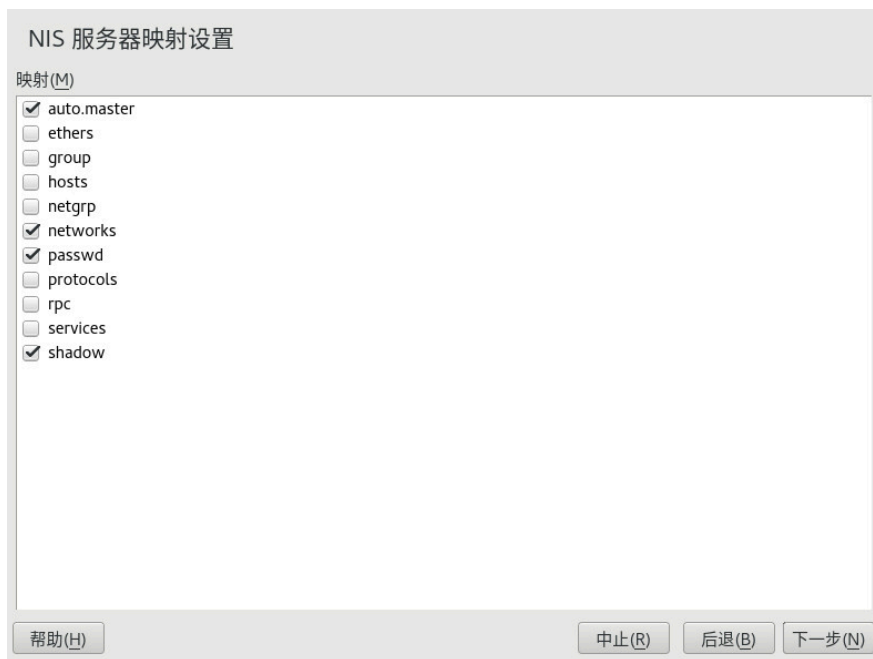 NIS 服务器映射设置
映射(M)
auto.master
ethers
group
hosts
netgrp
networks
passwd
protocols
rpc
services
shadow
帮助(H) 中止(R) 后退(B) 下一步(N)